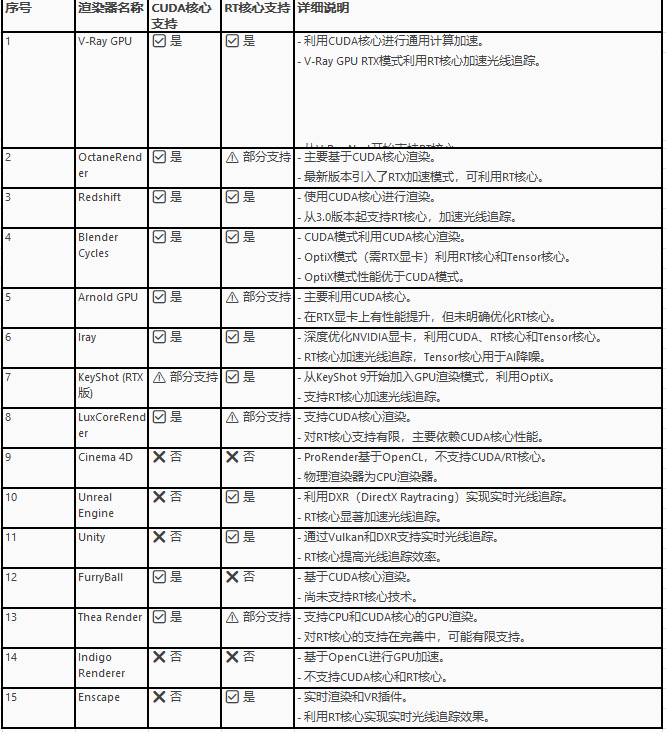 序号 渲染器名称 CUDA核心支持 RT核心支持 详细说明
1 V-Ray GPU ☑ 是 ☑ 是 - 利用CUDA核心进行通用计算加速。
- V-Ray GPU RTX模式利用RT核心加速光线追踪。
2 OctaneRender ☑ 是 ⚠ 部分支持 - 主要基于CUDA核心渲染。
- 最新版本引入了RTX加速模式，可利用RT核心。
3 Redshift ☑ 是 ☑ 是 - 使用CUDA核心进行渲染。
- 从3.0版本起支持RT核心，加速光线追踪。
4 Blender Cycles ☑ 是 ☑ 是 - CUDA模式利用CUDA核心渲染。
- OptiX模式（需RTX显卡）利用RT核心和Tensor核心。
- OptiX模式性能优于CUDA模式。
5 Arnold GPU ☑ 是 ⚠ 部分支持 - 主要利用CUDA核心。
- 在RTX显卡上有性能提升，但未明确优化RT核心。
6 Iray ☑ 是 ☑ 是 - 深度优化NVIDIA显卡，利用CUDA、RT核心和Tensor核心。
- RT核心加速光线追踪，Tensor核心用于AI降噪。
7 KeyShot (RTX版) ⚠ 部分支持 ☑ 是 - 从KeyShot 9开始加入GPU渲染模式，利用OptiX。
- 支持RT核心加速光线追踪。
8 LuxCoreRender ☑ 是 ⚠ 部分支持 - 支持CUDA核心渲染。
- 对RT核心支持有限，主要依赖CUDA核心性能。
9 Cinema 4D ❌ 否 ❌ 否 - ProRender基于OpenCL，不支持CUDA/RT核心。
- 物理渲染器为CPU渲染器。
10 Unreal Engine ❌ 否 ☑ 是 - 利用DXR（DirectX Raytracing）实现实时光线追踪。
- RT核心显著加速光线追踪。
11 Unity ❌ 否 ☑ 是 - 通过Vulkan和DXR支持实时光线追踪。
- RT核心提高光线追踪效率。
12 FurryBall ☑ 是 ❌ 否 - 基于CUDA核心渲染。
- 尚未支持RT核心技术。
13 Thea Render ☑ 是 ⚠ 部分支持 - 支持CPU和CUDA核心的GPU渲染。
- 对RT核心的支持在完善中，可能有限支持。
14 Indigo Renderer ❌ 否 ❌ 否 - 基于OpenCL进行GPU加速。
- 不支持CUDA核心和RT核心。
15 Enscape ❌ 否 ☑ 是 - 实时渲染和VR插件。
- 利用RT核心实现实时光线追踪效果。